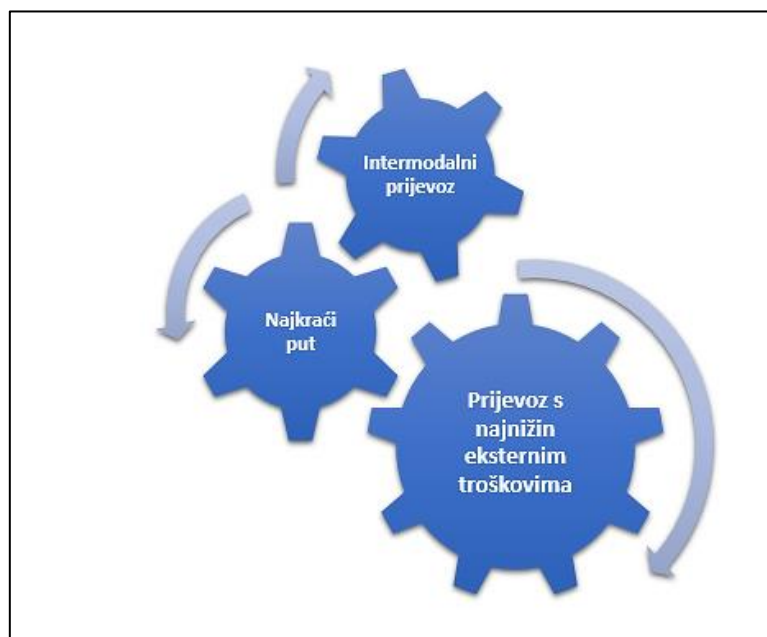 Intermodalni
prijevoz
Najkraći
put
Prijevoz s
najnižin
eksternim
troškovima